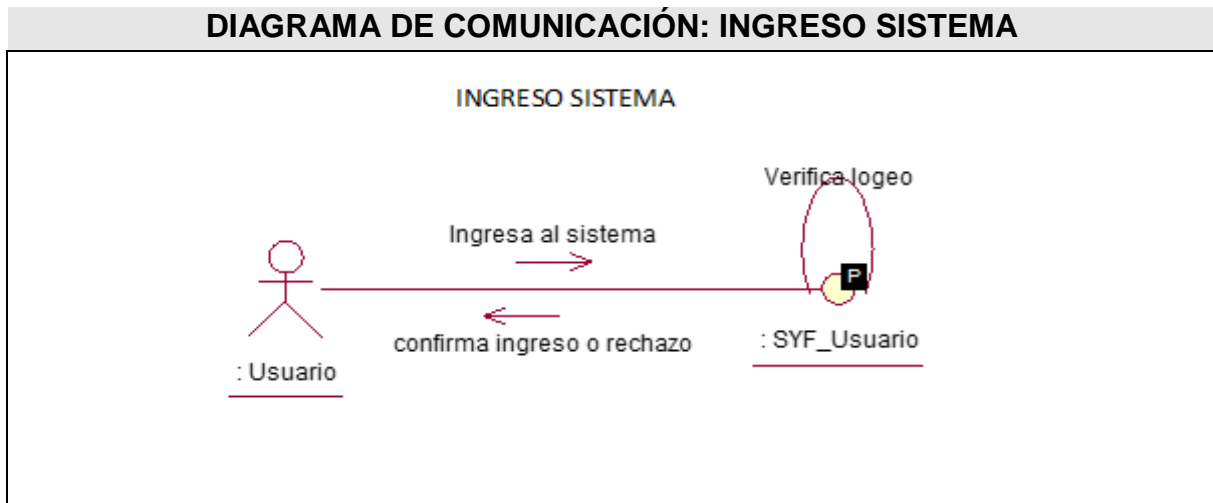 DIAGRAMA DE COMUNICACIÓN: INGRESO SISTEMA
INGRESO SISTEMA
Verifica logeo
Ingresa al sistema
P
confirma ingreso o rechazo
: SYF_Usuario
: Usuario